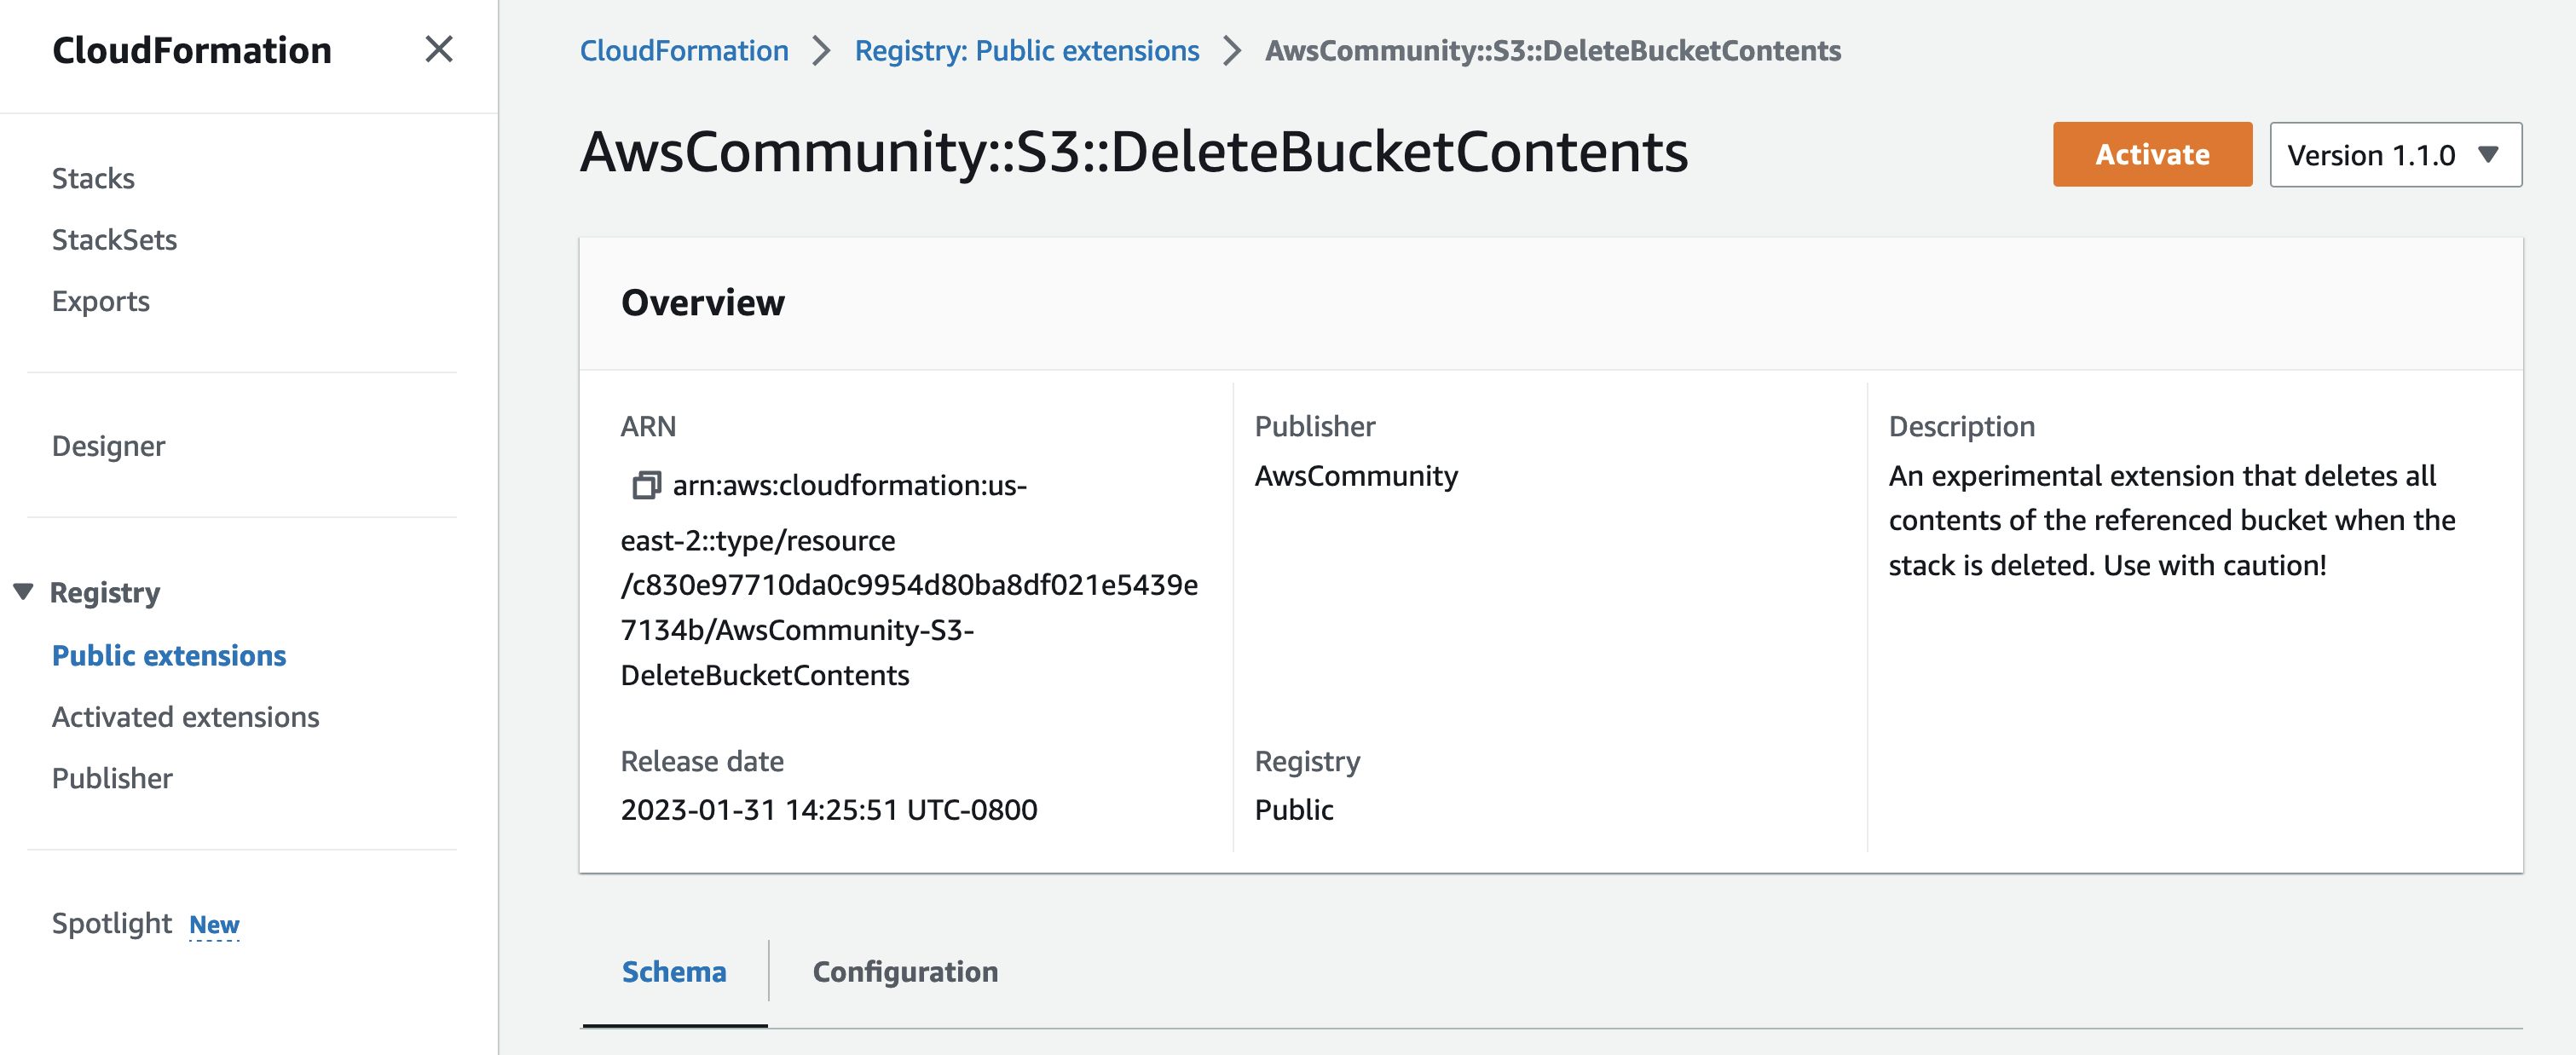 CloudFormation
Stacks
StackSets
Exports
Designer
Registry
Public extensions
Activated extensions
Publisher
Spotlight New
CloudFormation > Registry: Public extensions > AwsCommunity::S3::DeleteBucketContents
AwsCommunity::S3::DeleteBucketContents
Activate
Version 1.1.0
Overview
ARN
arn:aws:cloudformation:us-
east-2::type/resource
/c830e97710da0c9954d80ba8df021e5439e
7134b/AwsCommunity-S3-
DeleteBucketContents
Publisher
AwsCommunity
Description
An experimental extension that deletes all
contents of the referenced bucket when the
stack is deleted. Use with caution!
Release date
2023-01-31 14:25:51 UTC-0800
Registry
Public
Schema
Configuration